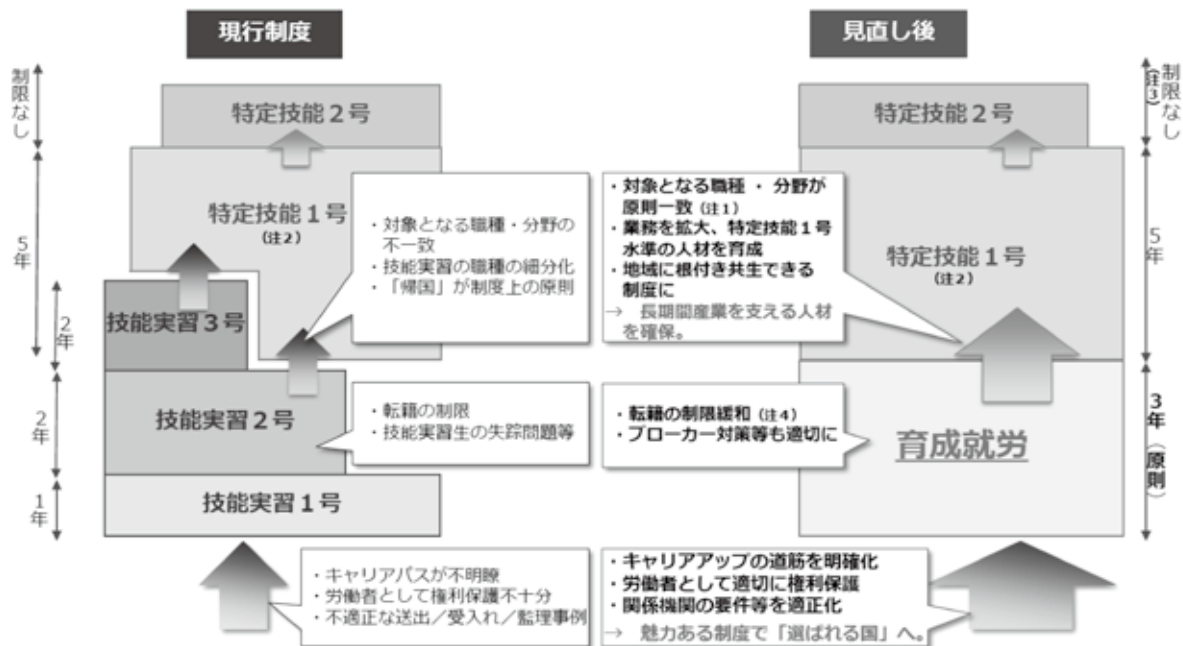 現行制度
制限なし
特定技能２号
5年
特定技能１号
(注２)
・対象となる職種・分野の
不一致
・技能実習の職種の細分化
・「帰国」が制度上の原則
2年
技能実習３号
2年
技能実習２号
・転籍の制限
・技能実習生の失踪問題等
1年
技能実習１号
・キャリアパスが不明瞭
・労働者として権利保護不十分
・不適正な送出／受入れ／監理事例
見直し後
制限なし
(注３)
特定技能２号
・対象となる職種 ・ 分野が
原則一致 (注１)
・業務を拡大、特定技能１号
水準の人材を育成
・地域に根付き共生できる
制度に
→ 長期間産業を支える人材
を確保。
特定技能１号
(注２)
5年
・転籍の制限緩和 (注４)
・ブローカー対策等も適切に
育成就労
3年（原則）
・キャリアアップの道筋を明確化
・労働者として適切に権利保護
・関係機関の要件等を適正化
→ 魅力ある制度で「選ばれる国」へ。